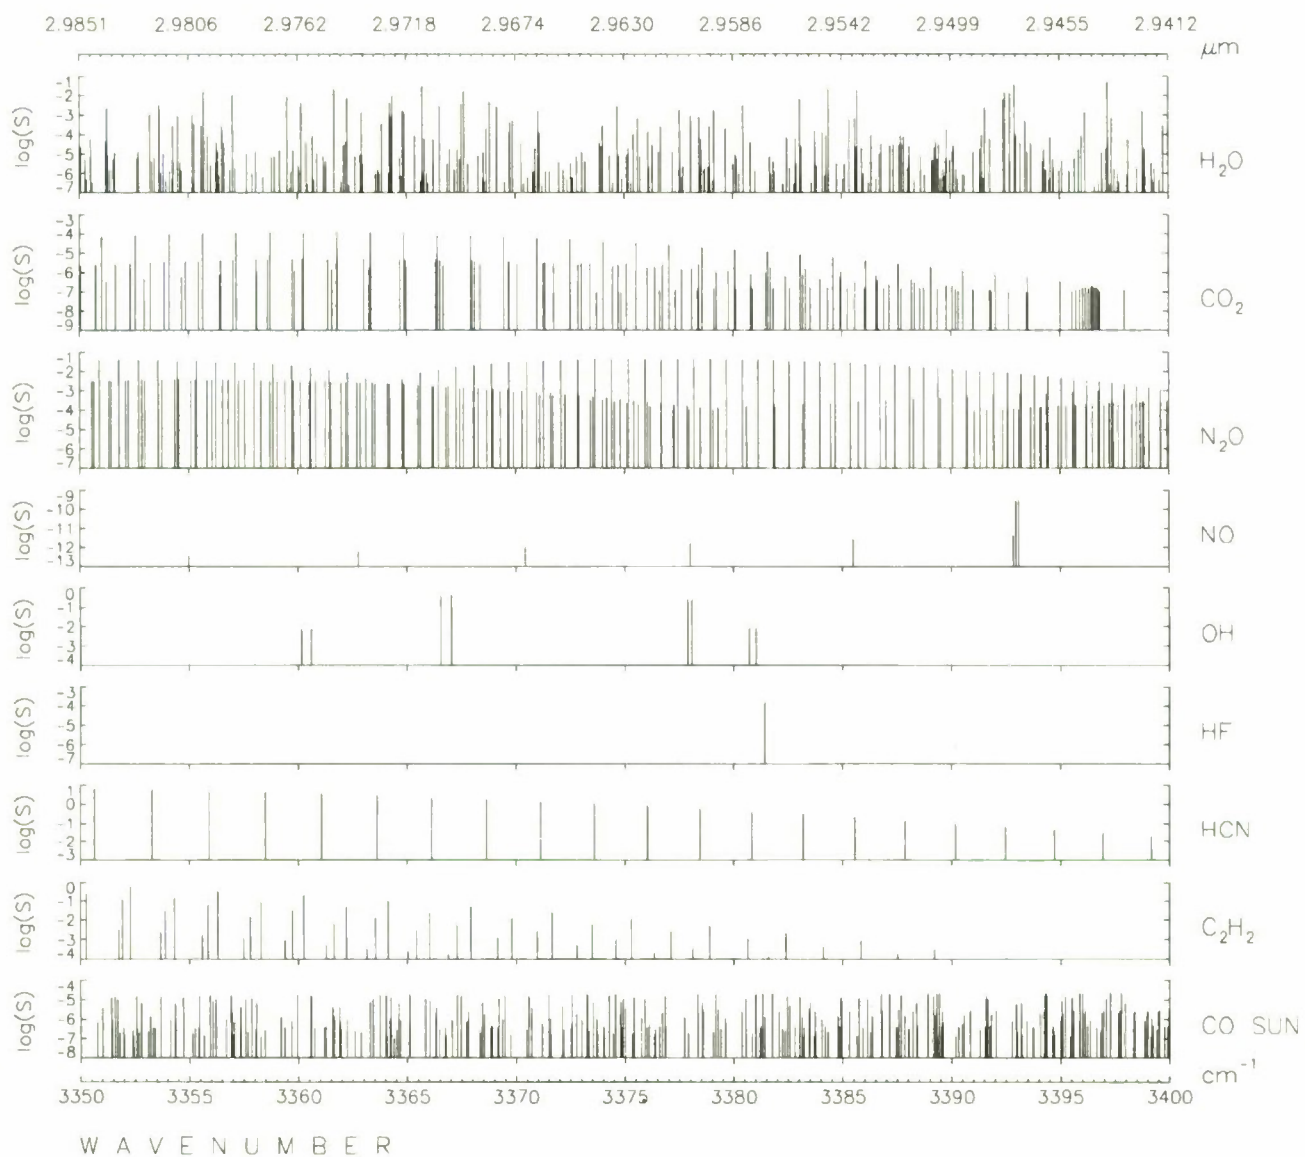 2.9851 2.9806 2.9762 2.9718 2.9674 2.9630 2.9586 2.9542 2.9499 2.9455 2.9412
μm
log(S) -1 -2 -3 -4 -5 -6 -7 H₂O
log(S) -3 -4 -5 -6 -7 -8 -9 CO₂
log(S) -1 -2 -3 -4 -5 -6 -7 N₂O
log(S) -9 -10 -11 -12 -13 NO
log(S) 0 -1 -2 -3 -4 OH
log(S) -3 -4 -5 -6 -7 HF
log(S) 1 0 -1 -2 -3 HCN
log(S) 0 -1 -2 -3 -4 C₂H₂
log(S) -4 -5 -6 -7 -8 CO SUN
cm⁻¹
3350 3355 3360 3365 3370 3375 3380 3385 3390 3395 3400
WAVENUMBER